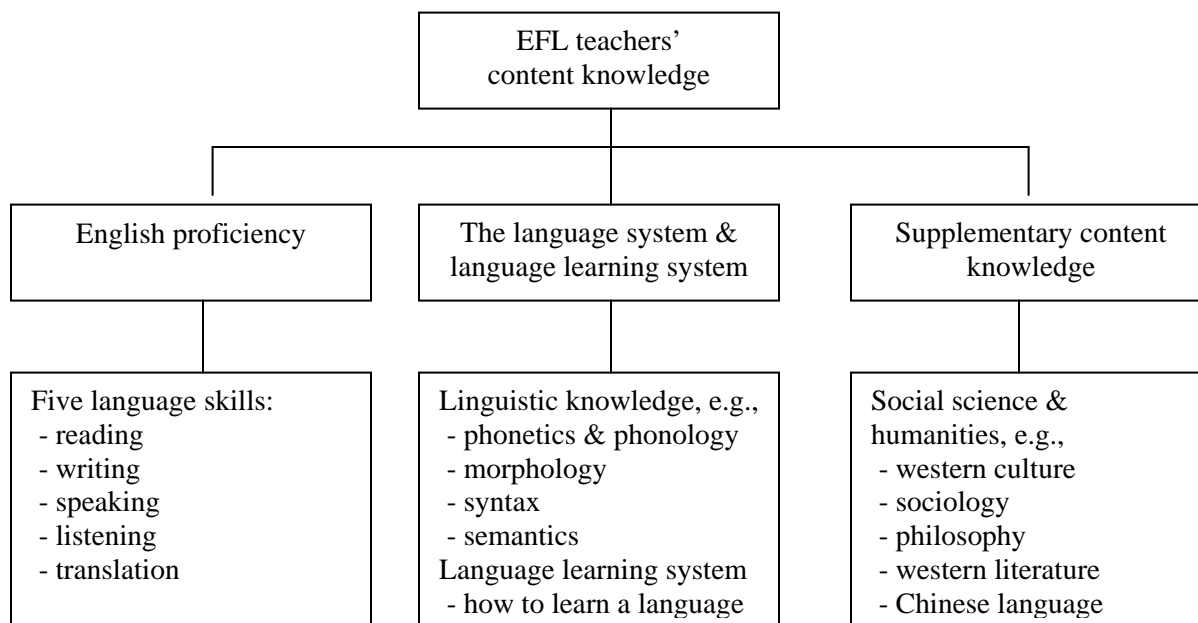 EFL teachers’
content knowledge
English proficiency
The language system &
language learning system
Supplementary content
knowledge
Five language skills:
- reading
- writing
- speaking
- listening
- translation
Linguistic knowledge, e.g.,
- phonetics & phonology
- morphology
- syntax
- semantics
Language learning system
- how to learn a language
Social science &
humanities, e.g.,
- western culture
- sociology
- philosophy
- western literature
- Chinese language